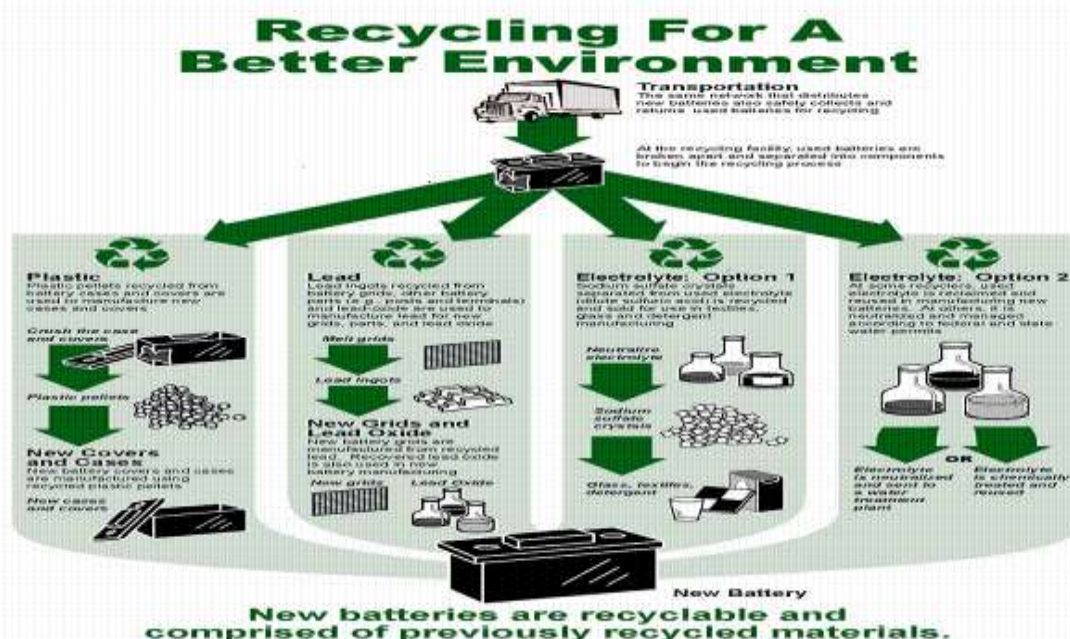 Recycling For A
Better Environment
Transportation
The same network that distributes
new batteries also safely collects and
returns used batteries for recycling
At the recycling facility, used batteries are
broken apart and separated into components
to begin the recycling process
Plastic
Plastic pellets recycled from
battery cases and covers are
used to manufacture new
cases and covers
Crush the case
and covers
Plastic pellets
New Covers
and Cases
New battery covers and cases
are manufactured using
recycled plastic pellets
New cases
and covers
Lead
Lead ingots recycled from
battery grids, other battery
parts (e.g., posts and terminals)
and lead-oxide are used to
manufacture lead for new
grids, parts, and lead oxide
Melt grids
Lead ingots
New Grids and
Lead Oxide
New battery grids are
manufactured from recycled
lead. Recovered lead oxide
is also used in new
battery manufacturing
New grids
Lead Oxide
Electrolyte: Option 1
Sodium sulfate crystals
separated from used electrolyte
(dilute sulfuric acid) is recycled
and sold for use in textiles,
glass and detergent
manufacturing
Neutralize
electrolyte
Sodium
sulfate
crystals
Glass, textiles,
detergent
Electrolyte: Option 2
At some recyclers, used
electrolyte is reclaimed and
reused in manufacturing new
batteries. At others, it is
neutralized and managed
according to federal and state
water permits
OR
Electrolyte
is neutralized
and sent to
a water
treatment
plant
Electrolyte
is chemically
treated and
reused
New Battery
New batteries are recyclable and
comprised of previously recycled materials.